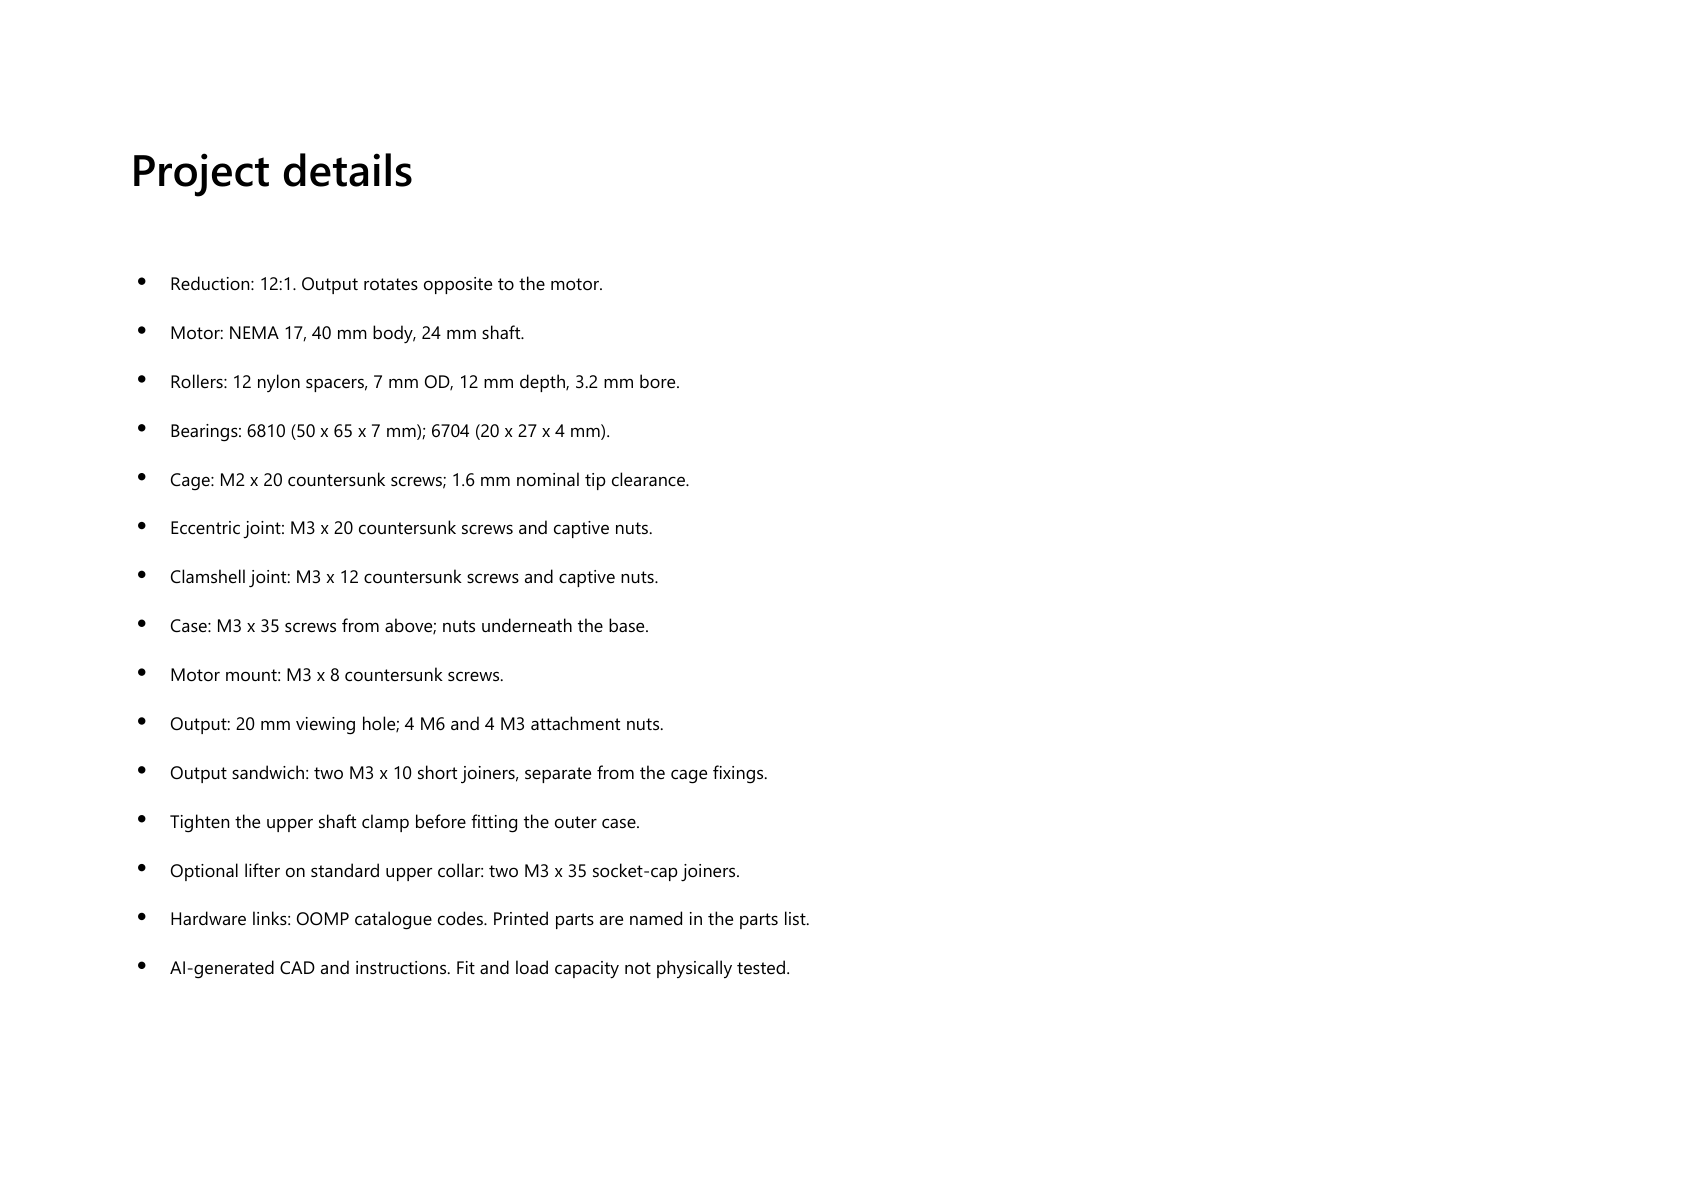 Project details
• Reduction: 12:1. Output rotates opposite to the motor.
• Motor: NEMA 17, 40 mm body, 24 mm shaft.
• Rollers: 12 nylon spacers, 7 mm OD, 12 mm depth, 3.2 mm bore.
• Bearings: 6810 (50 x 65 x 7 mm); 6704 (20 x 27 x 4 mm).
• Cage: M2 x 20 countersunk screws; 1.6 mm nominal tip clearance.
• Eccentric joint: M3 x 20 countersunk screws and captive nuts.
• Clamshell joint: M3 x 12 countersunk screws and captive nuts.
• Case: M3 x 35 screws from above; nuts underneath the base.
• Motor mount: M3 x 8 countersunk screws.
• Output: 20 mm viewing hole; 4 M6 and 4 M3 attachment nuts.
• Output sandwich: two M3 x 10 short joiners, separate from the cage fixings.
• Tighten the upper shaft clamp before fitting the outer case.
• Optional lifter on standard upper collar: two M3 x 35 socket-cap joiners.
• Hardware links: OOMP catalogue codes. Printed parts are named in the parts list.
• AI-generated CAD and instructions. Fit and load capacity not physically tested.